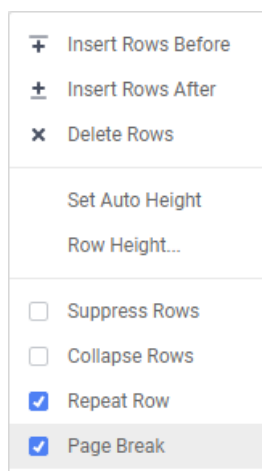 Insert Rows Before
Insert Rows After
Delete Rows
Set Auto Height
Row Height...
Suppress Rows
Collapse Rows
Repeat Row
Page Break